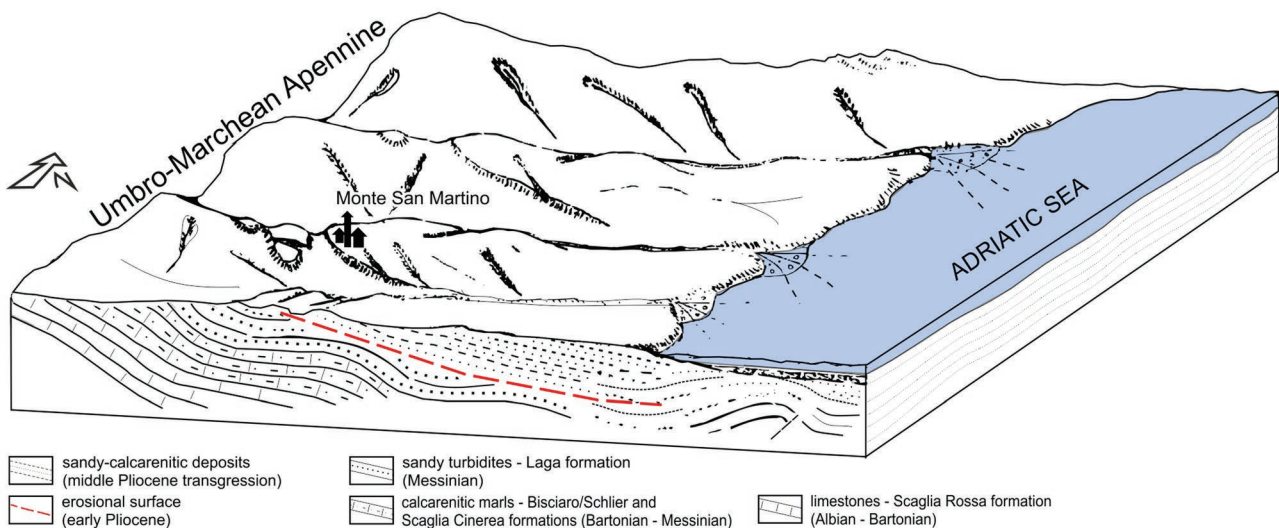 Umbro-Marchean Apennine
N
Monte San Martino
ADRIATIC SEA
sandy-calcarenitic deposits
(middle Pliocene transgression)
erosional surface
(early Pliocene)
sandy turbidites - Laga formation
(Messinian)
calcarenitic marls - Bisciaro/Schlier and
Scaglia Cinerea formations (Bartonian - Messinian)
limestones - Scaglia Rossa formation
(Albian - Bartonian)